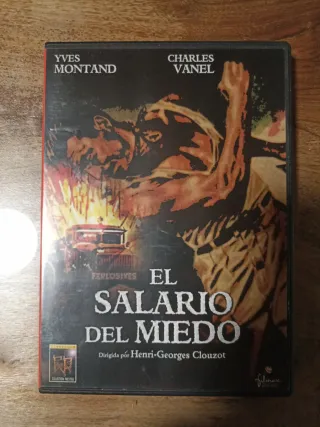 YVES
MONTAND
CHARLES
VANEL
EXPLOSIVES
EL
SALARIO
DEL MIEDO
Dirigida por Henri-Georges Clouzot